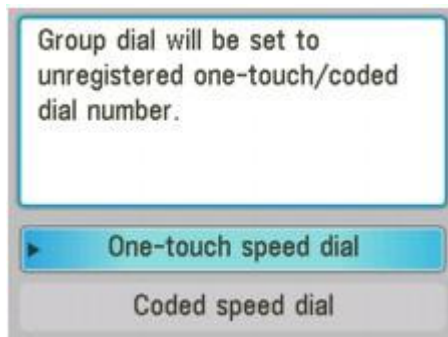 Group dial will be set to
unregistered one-touch/coded
dial number.
One-touch speed dial
Coded speed dial